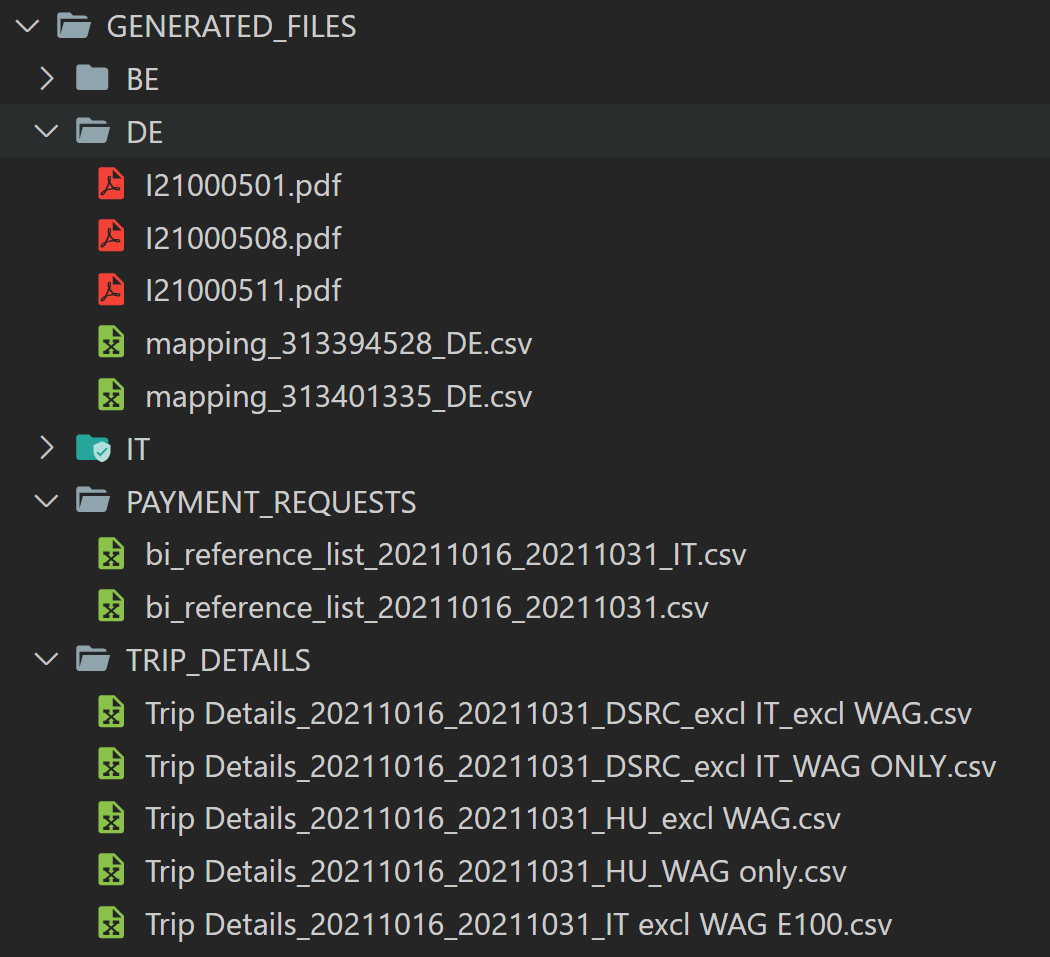 GENERATED_FILES
BE
DE
I21000501.pdf
I21000508.pdf
I21000511.pdf
mapping_313394528_DE.csv
mapping_313401335_DE.csv
IT
PAYMENT_REQUESTS
bi_reference_list_20211016_20211031_IT.csv
bi_reference_list_20211016_20211031.csv
TRIP_DETAILS
Trip Details_20211016_20211031_DSRC_excl IT_excl WAG.csv
Trip Details_20211016_20211031_DSRC_excl IT_WAG ONLY.csv
Trip Details_20211016_20211031_HU_excl WAG.csv
Trip Details_20211016_20211031_HU_WAG only.csv
Trip Details_20211016_20211031_IT excl WAG E100.csv